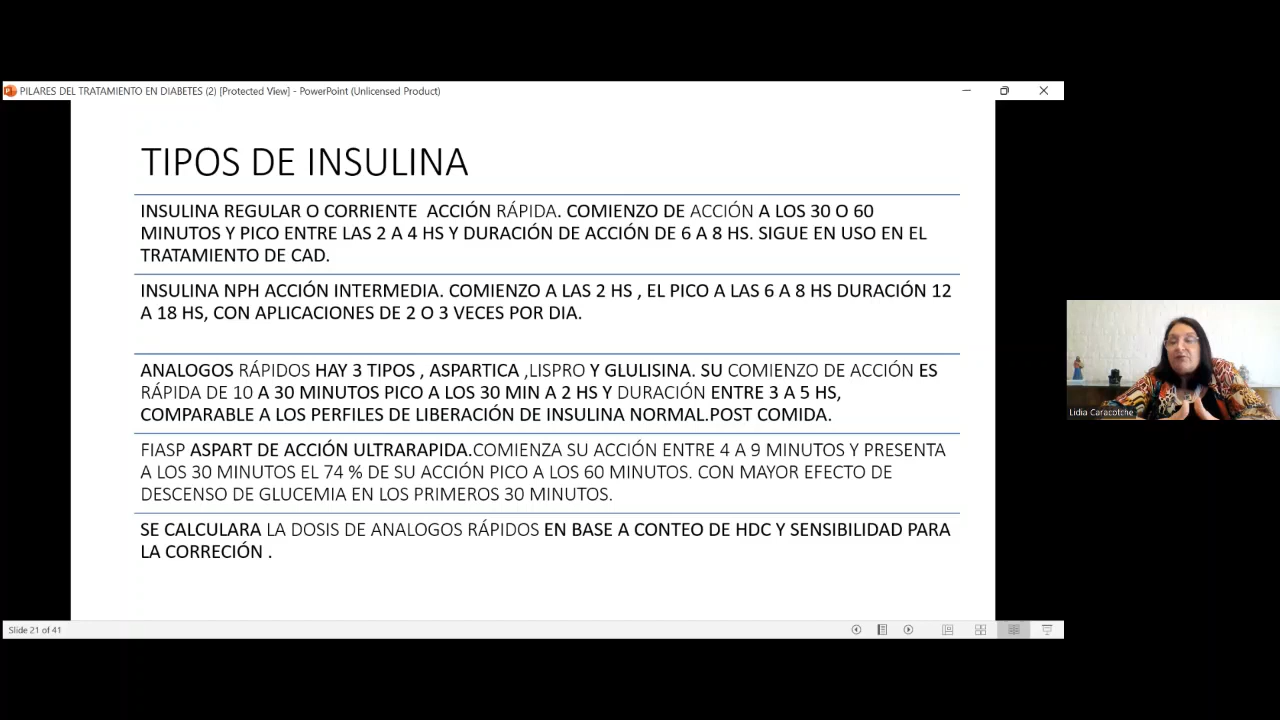 PILARES DEL TRATAMIENTO EN DIABETES (2) [Protected View] - PowerPoint (Unlicensed Product)
TIPOS DE INSULINA
INSULINA REGULAR O CORRIENTE ACCIÓN RÁPIDA. COMIENZO DE ACCIÓN A LOS 30 O 60
MINUTOS Y PICO ENTRE LAS 2 A 4 HS Y DURACIÓN DE ACCIÓN DE 6 A 8 HS. SIGUE EN USO EN EL
TRATAMIENTO DE CAD.
INSULINA NPH ACCIÓN INTERMEDIA. COMIENZO A LAS 2 HS , EL PICO A LAS 6 A 8 HS DURACIÓN 12
A 18 HS, CON APLICACIONES DE 2 O 3 VECES POR DIA.
ANALOGOS RÁPIDOS HAY 3 TIPOS , ASPARTICA ,LISPRO Y GLULISINA. SU COMIENZO DE ACCIÓN ES
RÁPIDA DE 10 A 30 MINUTOS PICO A LOS 30 MIN A 2 HS Y DURACIÓN ENTRE 3 A 5 HS,
COMPARABLE A LOS PERFILES DE LIBERACIÓN DE INSULINA NORMAL.POST COMIDA.
FIASP ASPART DE ACCIÓN ULTRARAPIDA.COMIENZA SU ACCIÓN ENTRE 4 A 9 MINUTOS Y PRESENTA
A LOS 30 MINUTOS EL 74 % DE SU ACCIÓN PICO A LOS 60 MINUTOS. CON MAYOR EFECTO DE
DESCENSO DE GLUCEMIA EN LOS PRIMEROS 30 MINUTOS.
SE CALCULARA LA DOSIS DE ANALOGOS RÁPIDOS EN BASE A CONTEO DE HDC Y SENSIBILIDAD PARA
LA CORRECIÓN .
Lidia Caracotche
Slide 21 of 41